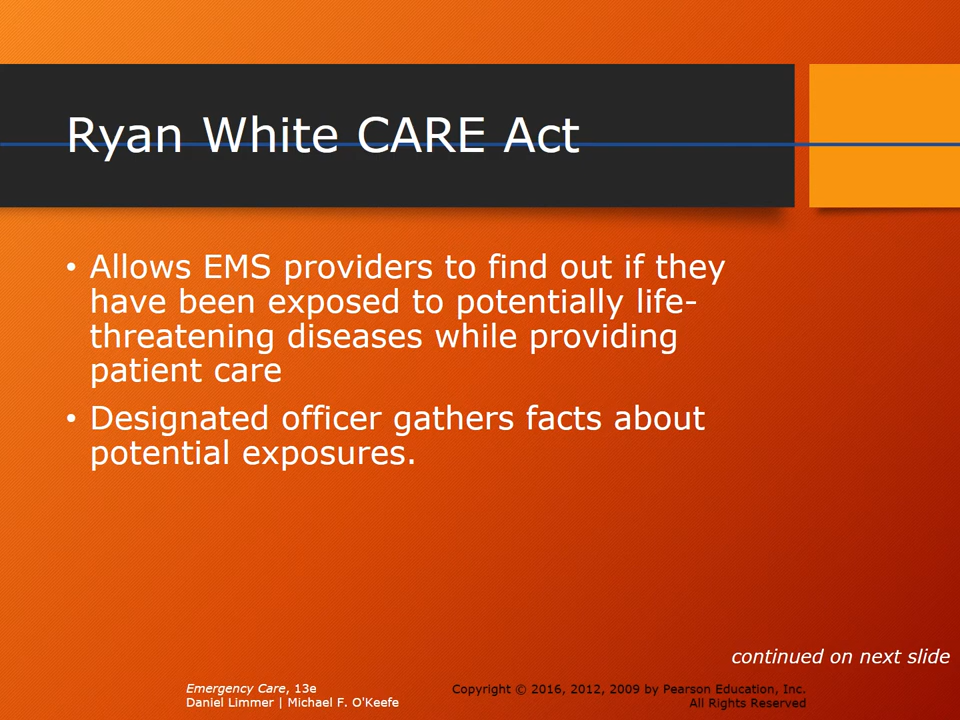 Ryan White CARE Act
• Allows EMS providers to find out if they
have been exposed to potentially life-
threatening diseases while providing
patient care
• Designated officer gathers facts about
potential exposures.
continued on next slide
Emergency Care, 13e
Daniel Limmer | Michael F. O'Keefe
Copyright © 2016, 2012, 2009 by Pearson Education, Inc.
All Rights Reserved